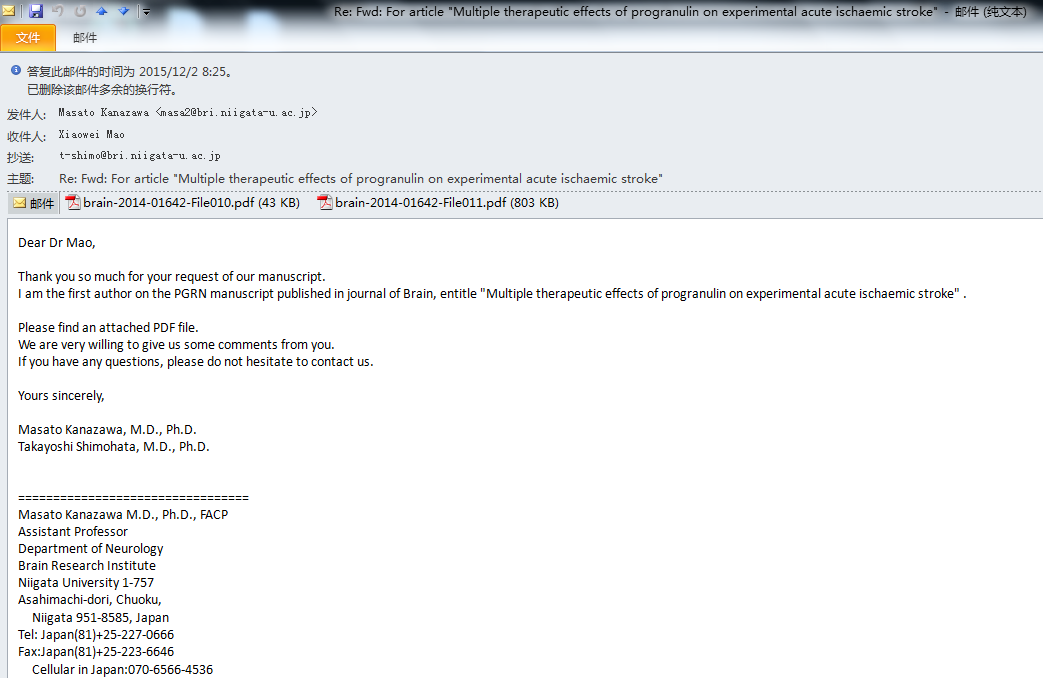 Re: Fwd: For article "Multiple therapeutic effects of progranulin on experimental acute ischaemic stroke" - 邮件 (纯文本)
文件 邮件
答复此邮件的时间为 2015/12/2 8:25。
已删除该邮件多余的换行符。
发件人: Masato Kanazawa <masa2@bri.niigata-u.ac.jp>
收件人: Xiaowei Mao
抄送: t-shimo@bri.niigata-u.ac.jp
主题: Re: Fwd: For article "Multiple therapeutic effects of progranulin on experimental acute ischaemic stroke"
邮件 brain-2014-01642-File010.pdf (43 KB) brain-2014-01642-File011.pdf (803 KB)
Dear Dr Mao,
Thank you so much for your request of our manuscript.
I am the first author on the PGRN manuscript published in journal of Brain, entitle "Multiple therapeutic effects of progranulin on experimental acute ischaemic stroke" .
Please find an attached PDF file.
We are very willing to give us some comments from you.
If you have any questions, please do not hesitate to contact us.
Yours sincerely,
Masato Kanazawa, M.D., Ph.D.
Takayoshi Shimohata, M.D., Ph.D.
=================================
Masato Kanazawa M.D., Ph.D., FACP
Assistant Professor
Department of Neurology
Brain Research Institute
Niigata University 1-757
Asahimachi-dori, Chuoku,
Niigata 951-8585, Japan
Tel: Japan(81)+25-227-0666
Fax:Japan(81)+25-223-6646
Cellular in Japan:070-6566-4536